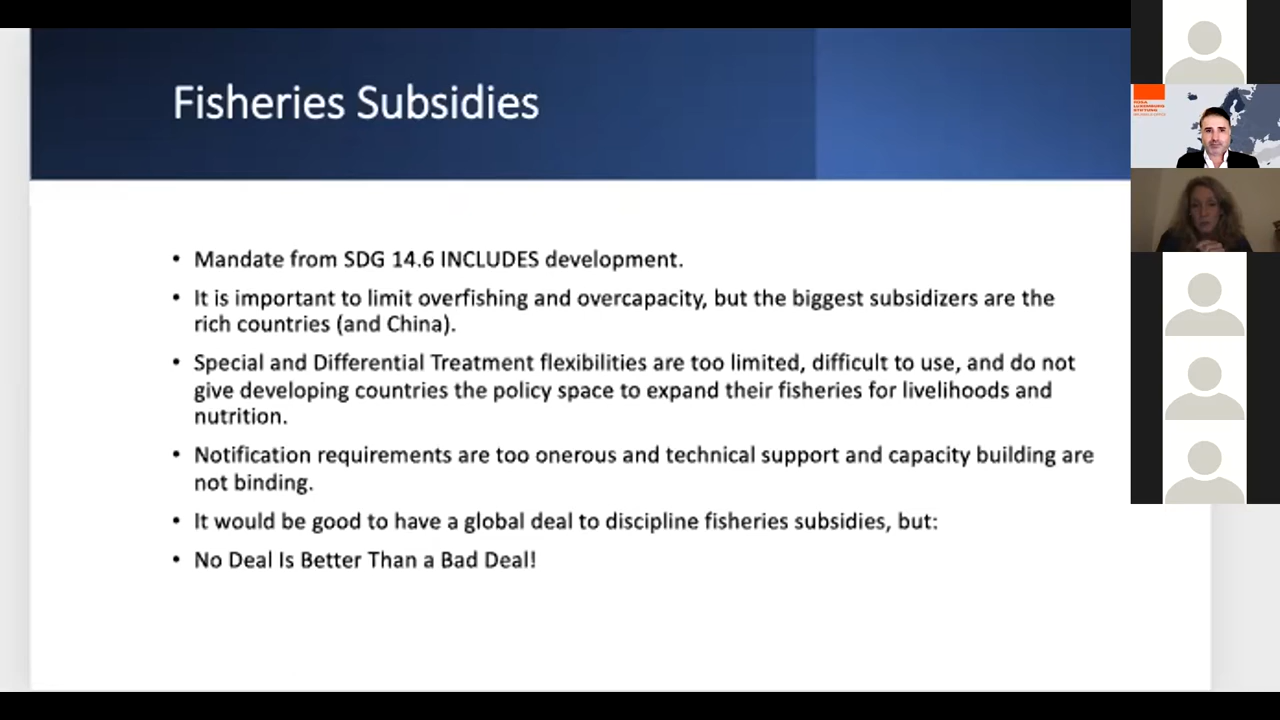 Fisheries Subsidies
• Mandate from SDG 14.6 INCLUDES development.
• It is important to limit overfishing and overcapacity, but the biggest subsidizers are the
rich countries (and China).
• Special and Differential Treatment flexibilities are too limited, difficult to use, and do not
give developing countries the policy space to expand their fisheries for livelihoods and
nutrition.
• Notification requirements are too onerous and technical support and capacity building are
not binding.
• It would be good to have a global deal to discipline fisheries subsidies, but:
• No Deal Is Better Than a Bad Deal!
ROSA
LUXEMBURG
STIFTUNG